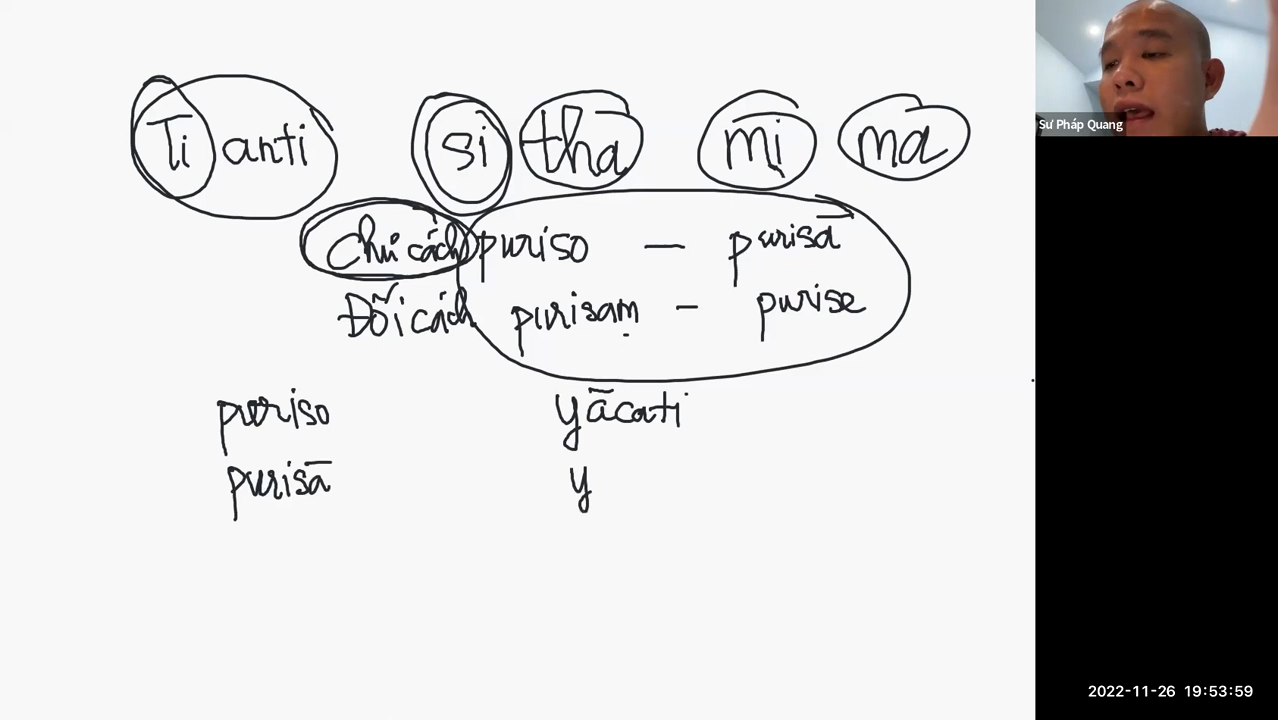 Ti anti si thā mi ma
Chủ cách puriso — purisā
Đối cách purisaṃ - purise
puriso yācati
purisā y
Sư Pháp Quang
2022-11-26 19:53:59